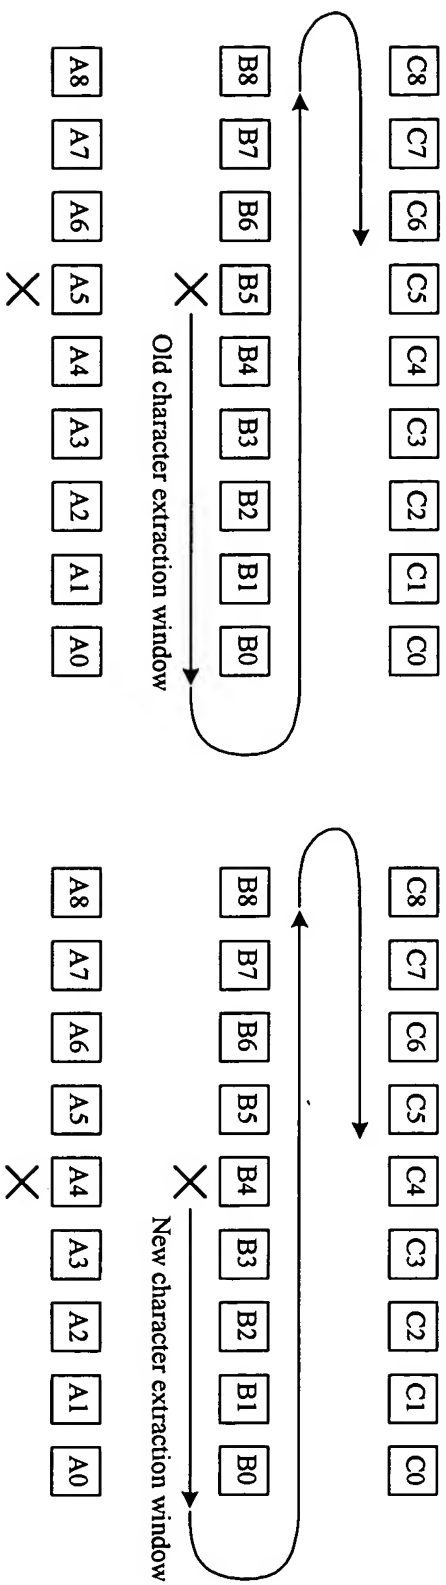 C8 C7 C6 C5 C4 C3 C2 C1 C0
B8 B7 B6 B5 B4 B3 B2 B1 B0
Old character extraction window
A8 A7 A6 A5 A4 A3 A2 A1 A0
C8 C7 C6 C5 C4 C3 C2 C1 C0
B8 B7 B6 B5 B4 B3 B2 B1 B0
New character extraction window
A8 A7 A6 A5 A4 A3 A2 A1 A0